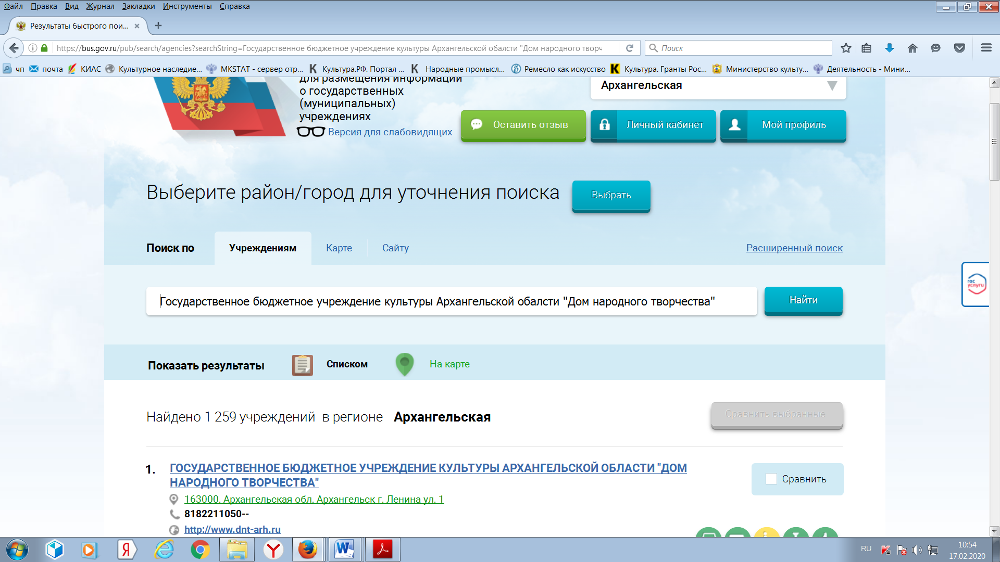 Файл Правка Вид Журнал Закладки Инструменты Справка
Результаты быстрого пои...
https://bus.gov.ru/pub/search/agencies?searchString=Государственное бюджетное учреждение культуры Архангельской обалсти "Дом народного творч
Поиск
чп почта КИАС Культурное наследие... MKSTAT - сервер отр... Культура.РФ. Портал ... Народные промысл... Ремесло как искусство Культура. Гранты Рос... Министерство культу... Деятельность - Мини...
для размещения информации
о государственных
(муниципальных)
учреждениях
Версия для слабовидящих
Архангельская
Оставить отзыв
Личный кабинет
Мой профиль
Выберите район/город для уточнения поиска
Выбрать
Поиск по Учреждениям Карте Сайту Расширенный поиск
гос
услуги
Государственное бюджетное учреждение культуры Архангельской обалсти "Дом народного творчества"
Найти
Показать результаты Списком На карте
Найдено 1 259 учреждений в регионе Архангельская
Сравнить выбранные
1. ГОСУДАРСТВЕННОЕ БЮДЖЕТНОЕ УЧРЕЖДЕНИЕ КУЛЬТУРЫ АРХАНГЕЛЬСКОЙ ОБЛАСТИ "ДОМ
НАРОДНОГО ТВОРЧЕСТВА"
Сравнить
163000, Архангельская обл, Архангельск г, Ленина ул, 1
8182211050--
http://www.dnt-arh.ru
RU
10:54
17.02.2020